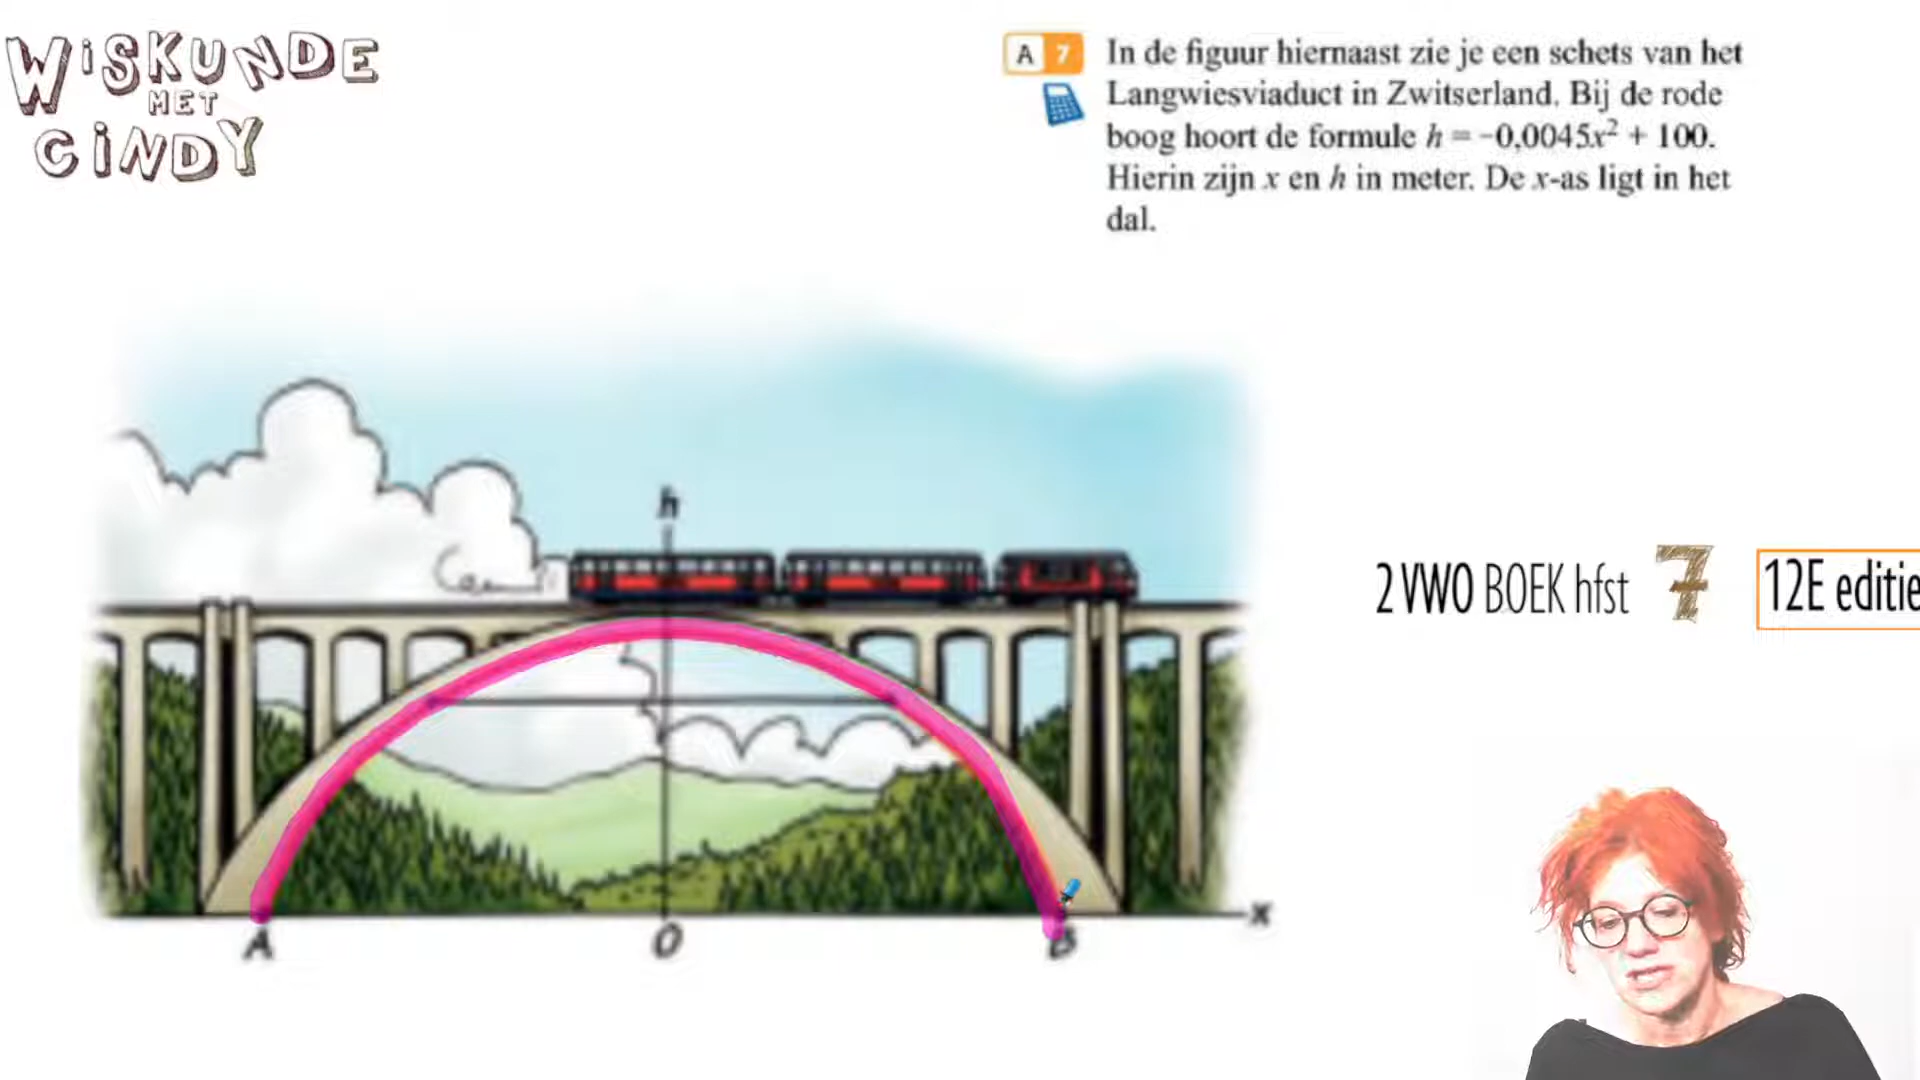 WiSKUNDE
MET
CiNDY
A 7 In de figuur hiernaast zie je een schets van het
Langwiesviaduct in Zwitserland. Bij de rode
boog hoort de formule h = -0,0045x² + 100.
Hierin zijn x en h in meter. De x-as ligt in het
dal.
h
2 VWO BOEK hfst 7 12E editie
x
A O B